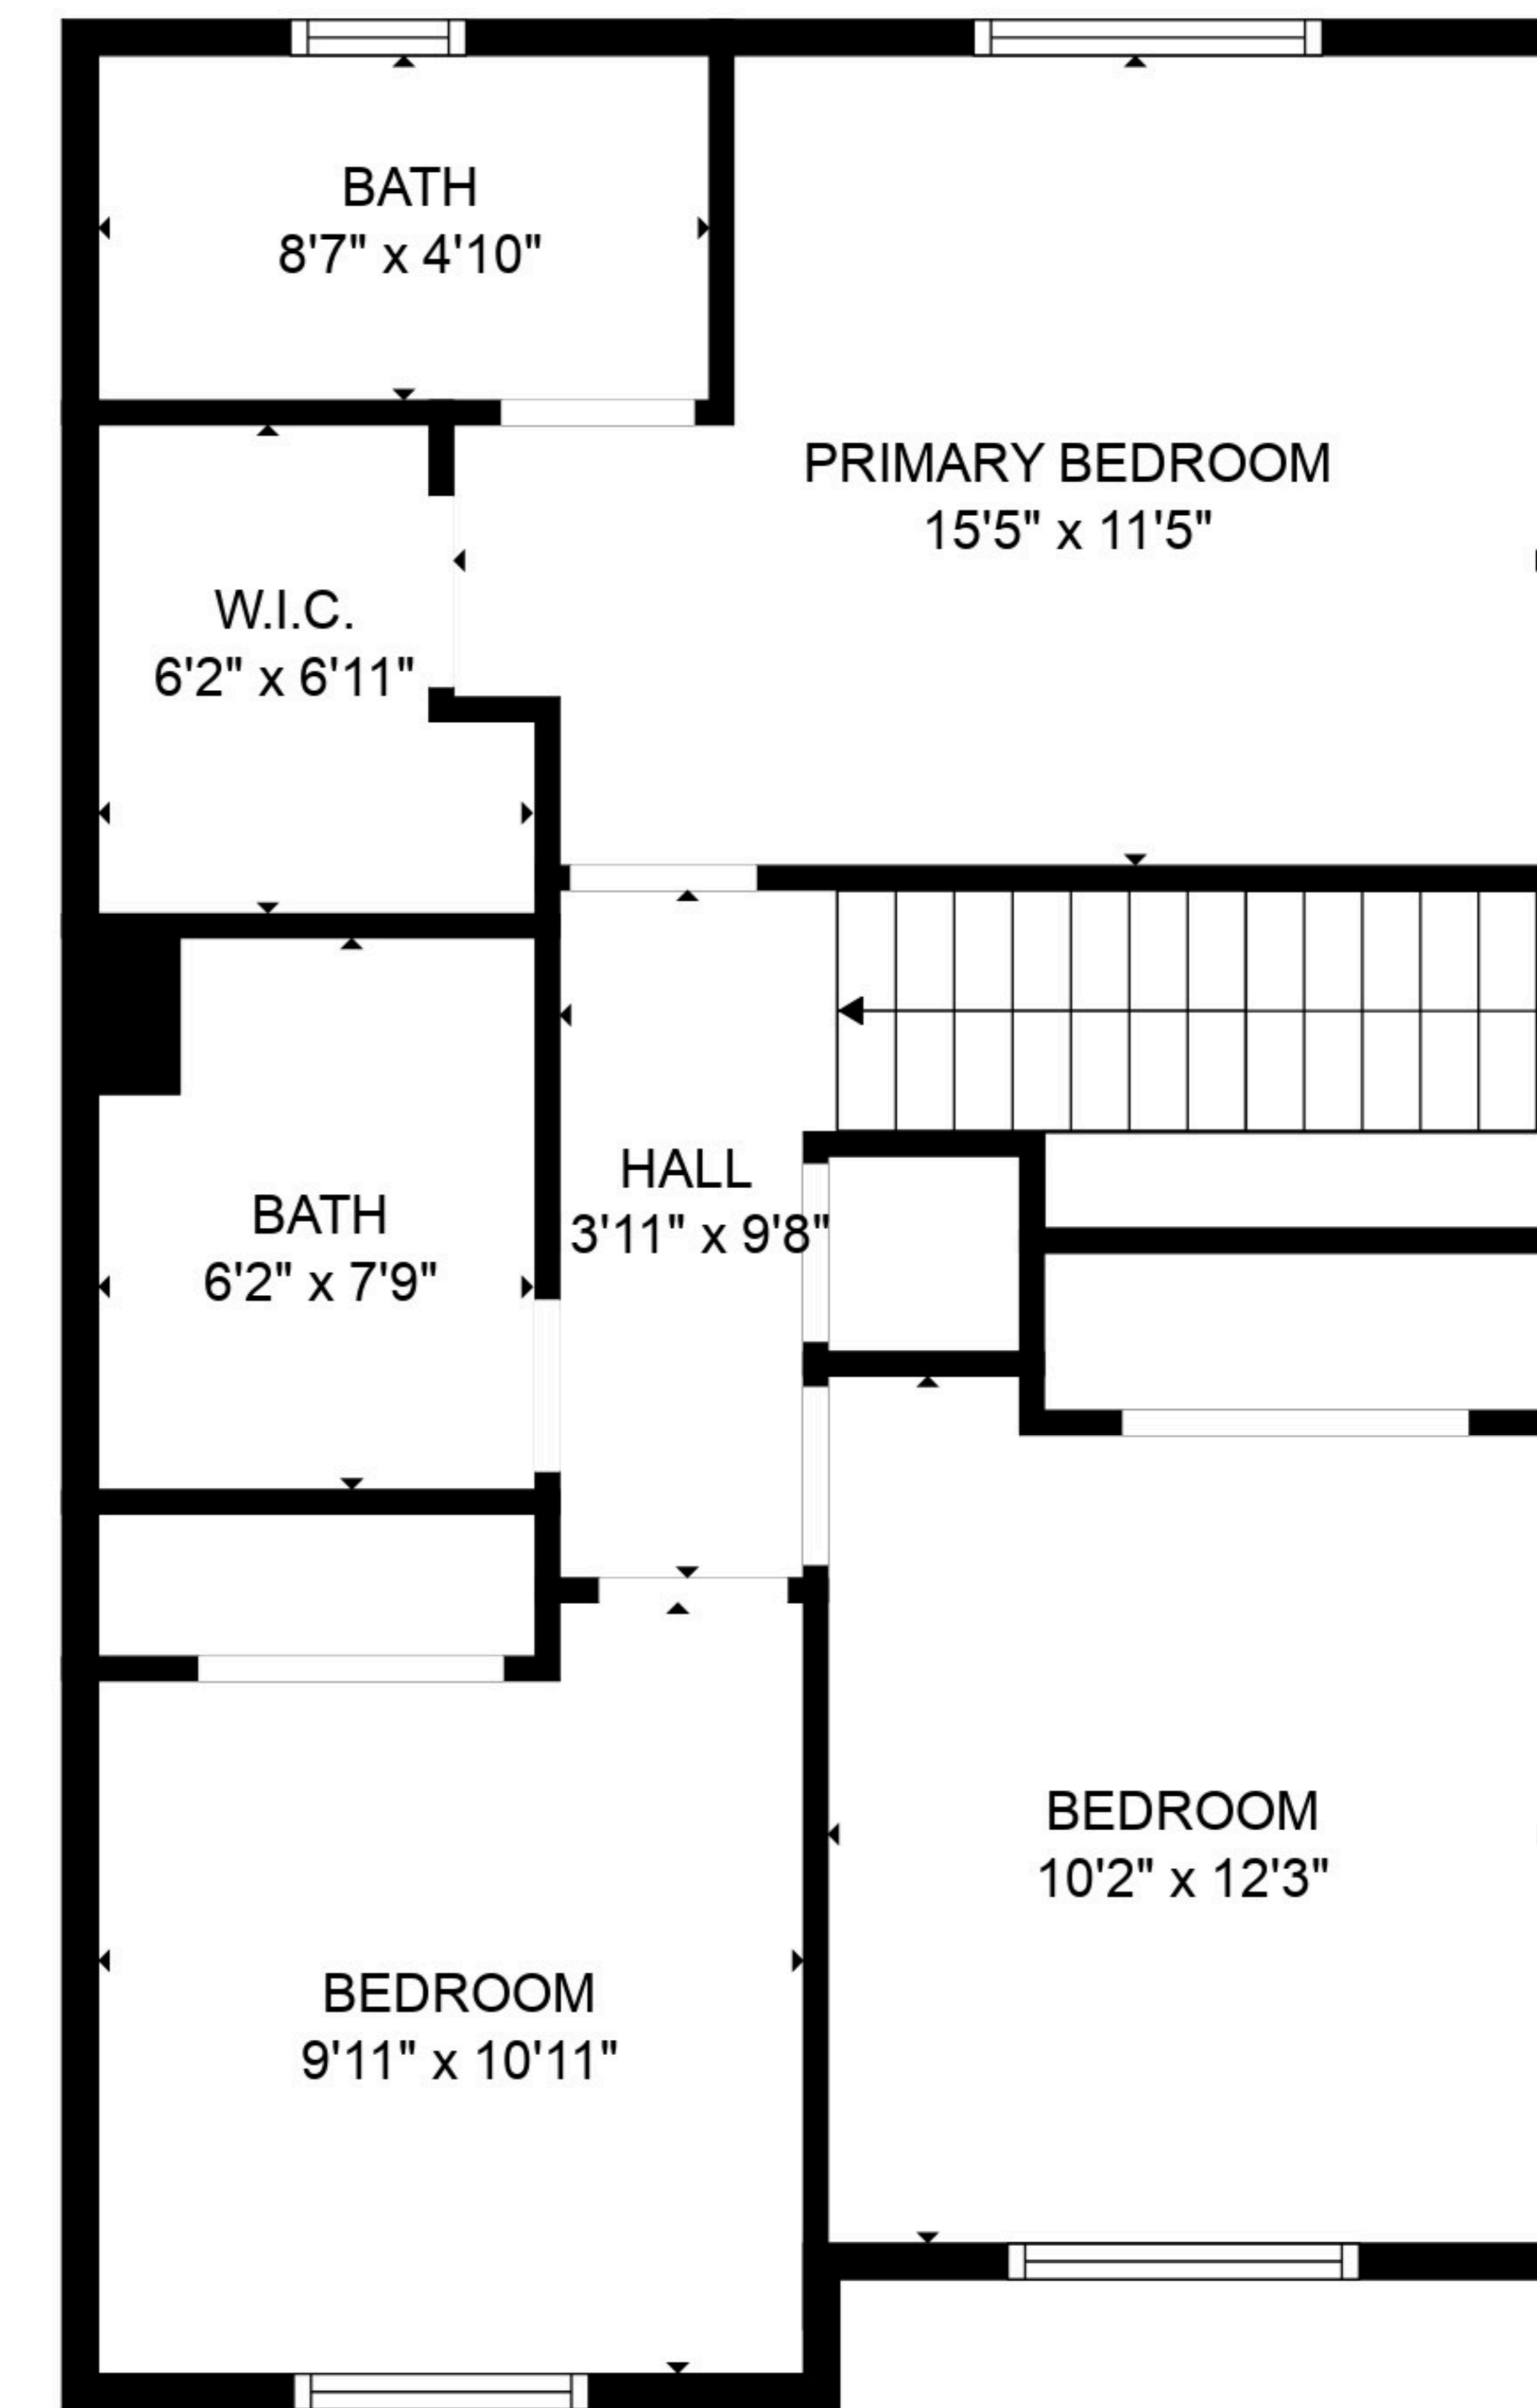 BATH
8'7" x 4'10"
PRIMARY BEDROOM
15'5" x 11'5"
W.I.C.
6'2" x 6'11"
HALL
3'11" x 9'8"
BATH
6'2" x 7'9"
BEDROOM
10'2" x 12'3"
BEDROOM
9'11" x 10'11"